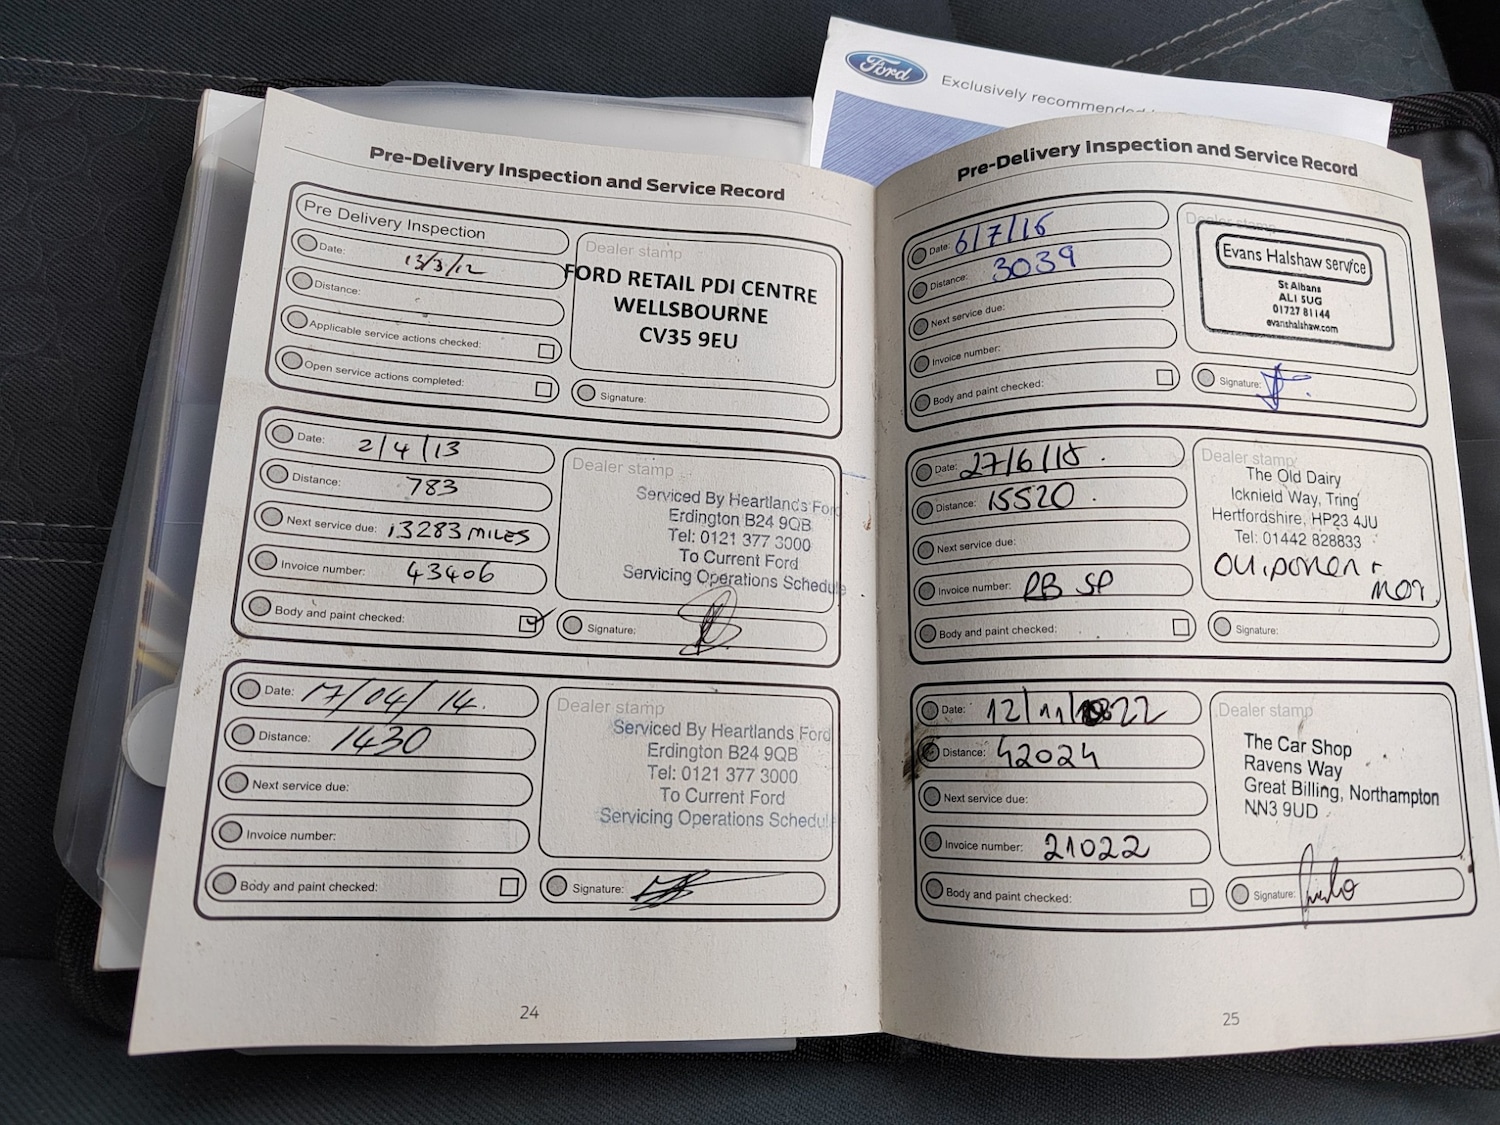 Ford
Exclusively recommended
Pre-Delivery Inspection and Service Record
Pre Delivery Inspection
Date: 13/3/12
Distance:
Applicable service actions checked:
Open service actions completed:
Dealer stamp
FORD RETAIL PDI CENTRE
WELLSBOURNE
CV35 9EU
Signature:
Date: 2/4/13
Distance: 783
Next service due: 13283 MILES
Invoice number: 43406
Body and paint checked:
Dealer stamp
Serviced By Heartlands Ford
Erdington B24 9QB
Tel: 0121 377 3000
To Current Ford
Servicing Operations Schedule
Signature:
Date: 17/04/14.
Distance: 1430
Next service due:
Invoice number:
Body and paint checked:
Dealer stamp
Serviced By Heartlands Ford
Erdington B24 9QB
Tel: 0121 377 3000
To Current Ford
Servicing Operations Schedul
Signature:
24
Pre-Delivery Inspection and Service Record
Date: 6/7/16
Distance: 3039
Next service due:
Invoice number:
Body and paint checked:
Dealer stamp
Evans Halshaw service
St Albans
AL1 5UG
01727 81144
evanshalshaw.com
Signature:
Date: 27/6/18.
Distance: 15520.
Next service due:
Invoice number: RB SP
Body and paint checked:
Dealer stamp
The Old Dairy
Icknield Way, Tring
Hertfordshire, HP23 4JU
Tel: 01442 828833
+
MOT.
Signature:
Date: 12/11/22
Distance: 42024
Next service due:
Invoice number: 21022
Body and paint checked:
Dealer stamp
The Car Shop
Ravens Way
Great Billing, Northampton
NN3 9UD
Signature:
25